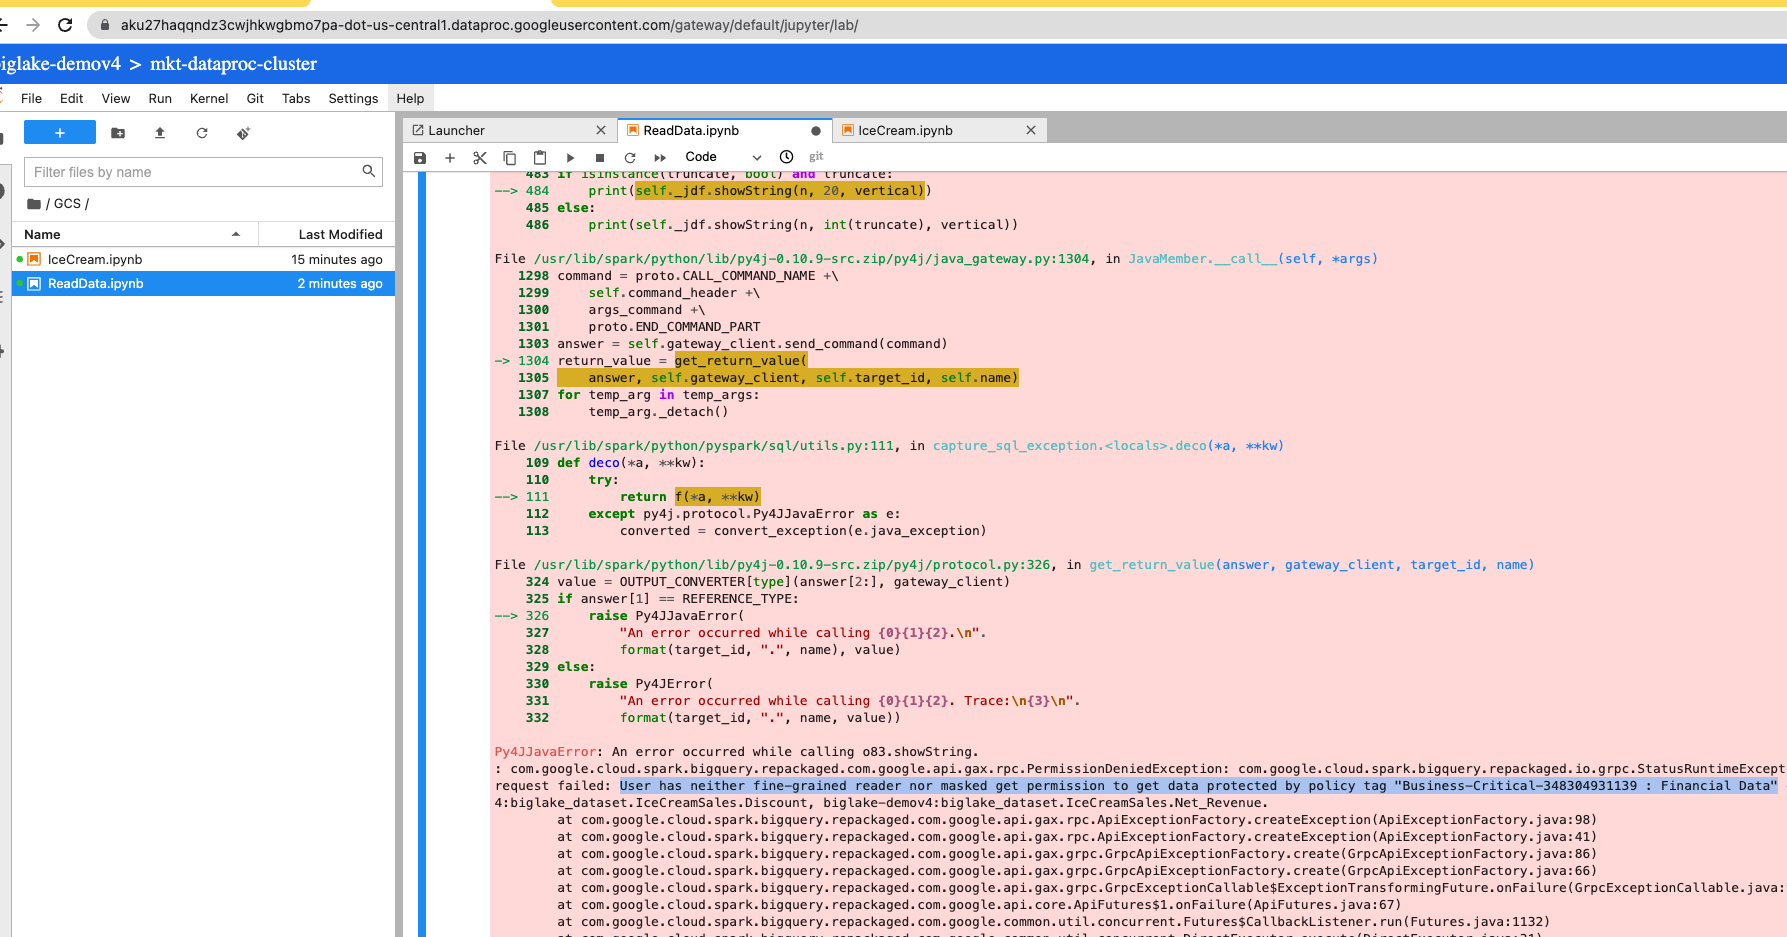 aku27haqqndz3cwjhkwgbmo7pa-dot-us-central1.dataproc.googleusercontent.com/gateway/default/jupyter/lab/
iglake-demov4 > mkt-dataproc-cluster
File Edit View Run Kernel Git Tabs Settings Help
+
Filter files by name
/ GCS /
Name Last Modified
IceCream.ipynb 15 minutes ago
ReadData.ipynb 2 minutes ago
Launcher ReadData.ipynb IceCream.ipynb
Code git
483 if isinstance(truncate, bool) and truncate:
--> 484     print(self._jdf.showString(n, 20, vertical))
485 else:
486     print(self._jdf.showString(n, int(truncate), vertical))
File /usr/lib/spark/python/lib/py4j-0.10.9-src.zip/py4j/java_gateway.py:1304, in JavaMember.__call__(self, *args)
1298 command = proto.CALL_COMMAND_NAME +\
1299     self.command_header +\
1300     args_command +\
1301     proto.END_COMMAND_PART
1303 answer = self.gateway_client.send_command(command)
-> 1304 return_value = get_return_value(
1305     answer, self.gateway_client, self.target_id, self.name)
1307 for temp_arg in temp_args:
1308     temp_arg._detach()
File /usr/lib/spark/python/pyspark/sql/utils.py:111, in capture_sql_exception.<locals>.deco(*a, **kw)
109 def deco(*a, **kw):
110     try:
--> 111         return f(*a, **kw)
112     except py4j.protocol.Py4JJavaError as e:
113         converted = convert_exception(e.java_exception)
File /usr/lib/spark/python/lib/py4j-0.10.9-src.zip/py4j/protocol.py:326, in get_return_value(answer, gateway_client, target_id, name)
324 value = OUTPUT_CONVERTER[type](answer[2:], gateway_client)
325 if answer[1] == REFERENCE_TYPE:
--> 326     raise Py4JJavaError(
327         "An error occurred while calling {0}{1}{2}.\n".
328         format(target_id, ".", name), value)
329 else:
330     raise Py4JError(
331         "An error occurred while calling {0}{1}{2}. Trace:\n{3}\n".
332         format(target_id, ".", name, value))
Py4JJavaError: An error occurred while calling o83.showString.
: com.google.cloud.spark.bigquery.repackaged.com.google.api.gax.rpc.PermissionDeniedException: com.google.cloud.spark.bigquery.repackaged.io.grpc.StatusRuntimeExcept
request failed: User has neither fine-grained reader nor masked get permission to get data protected by policy tag "Business-Critical-348304931139 : Financial Data"
4:biglake_dataset.IceCreamSales.Discount, biglake-demov4:biglake_dataset.IceCreamSales.Net_Revenue.
at com.google.cloud.spark.bigquery.repackaged.com.google.api.gax.rpc.ApiExceptionFactory.createException(ApiExceptionFactory.java:98)
at com.google.cloud.spark.bigquery.repackaged.com.google.api.gax.rpc.ApiExceptionFactory.createException(ApiExceptionFactory.java:41)
at com.google.cloud.spark.bigquery.repackaged.com.google.api.gax.grpc.GrpcApiExceptionFactory.create(GrpcApiExceptionFactory.java:86)
at com.google.cloud.spark.bigquery.repackaged.com.google.api.gax.grpc.GrpcApiExceptionFactory.create(GrpcApiExceptionFactory.java:66)
at com.google.cloud.spark.bigquery.repackaged.com.google.api.gax.grpc.GrpcExceptionCallable$ExceptionTransformingFuture.onFailure(GrpcExceptionCallable.java:
at com.google.cloud.spark.bigquery.repackaged.com.google.api.core.ApiFutures$1.onFailure(ApiFutures.java:67)
at com.google.cloud.spark.bigquery.repackaged.com.google.common.util.concurrent.Futures$CallbackListener.run(Futures.java:1132)